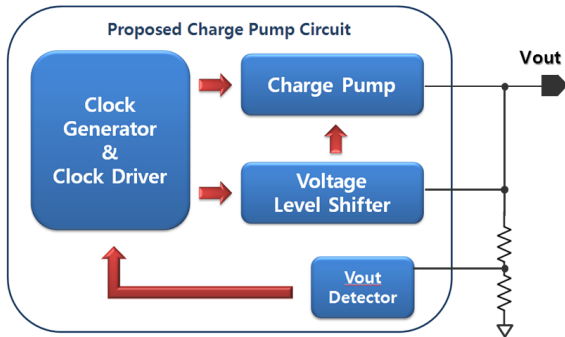 Proposed Charge Pump Circuit
Vout
Clock
Generator
&
Clock Driver
Charge Pump
Voltage
Level Shifter
Vout
Detector